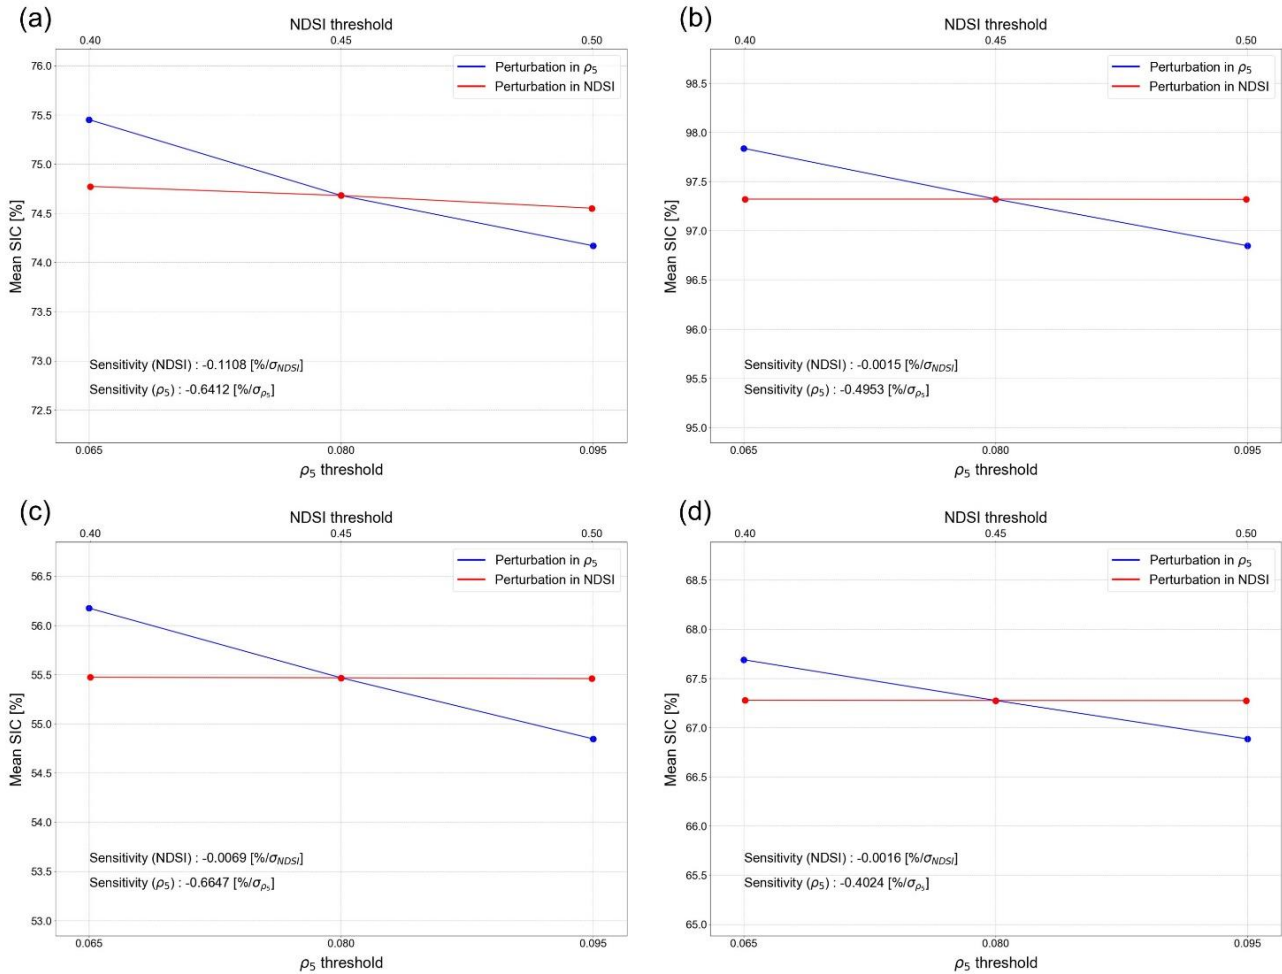 (a)
NDSI threshold
0.40 0.45 0.50
76.0
75.5
75.0
74.5
74.0
73.5
73.0
72.5
Mean SIC [%]
Perturbation in ρ₅
Perturbation in NDSI
Sensitivity (NDSI) : -0.1108 [%/σ_NDSI]
Sensitivity (ρ₅) : -0.6412 [%/σ_ρ₅]
0.065 0.080 0.095
ρ₅ threshold
(b)
NDSI threshold
0.40 0.45 0.50
98.5
98.0
97.5
97.0
96.5
96.0
95.5
95.0
Mean SIC [%]
Perturbation in ρ₅
Perturbation in NDSI
Sensitivity (NDSI) : -0.0015 [%/σ_NDSI]
Sensitivity (ρ₅) : -0.4953 [%/σ_ρ₅]
0.065 0.080 0.095
ρ₅ threshold
(c)
NDSI threshold
0.40 0.45 0.50
56.5
56.0
55.5
55.0
54.5
54.0
53.5
53.0
Mean SIC [%]
Perturbation in ρ₅
Perturbation in NDSI
Sensitivity (NDSI) : -0.0069 [%/σ_NDSI]
Sensitivity (ρ₅) : -0.6647 [%/σ_ρ₅]
0.065 0.080 0.095
ρ₅ threshold
(d)
NDSI threshold
0.40 0.45 0.50
68.5
68.0
67.5
67.0
66.5
66.0
65.5
65.0
Mean SIC [%]
Perturbation in ρ₅
Perturbation in NDSI
Sensitivity (NDSI) : -0.0016 [%/σ_NDSI]
Sensitivity (ρ₅) : -0.4024 [%/σ_ρ₅]
0.065 0.080 0.095
ρ₅ threshold